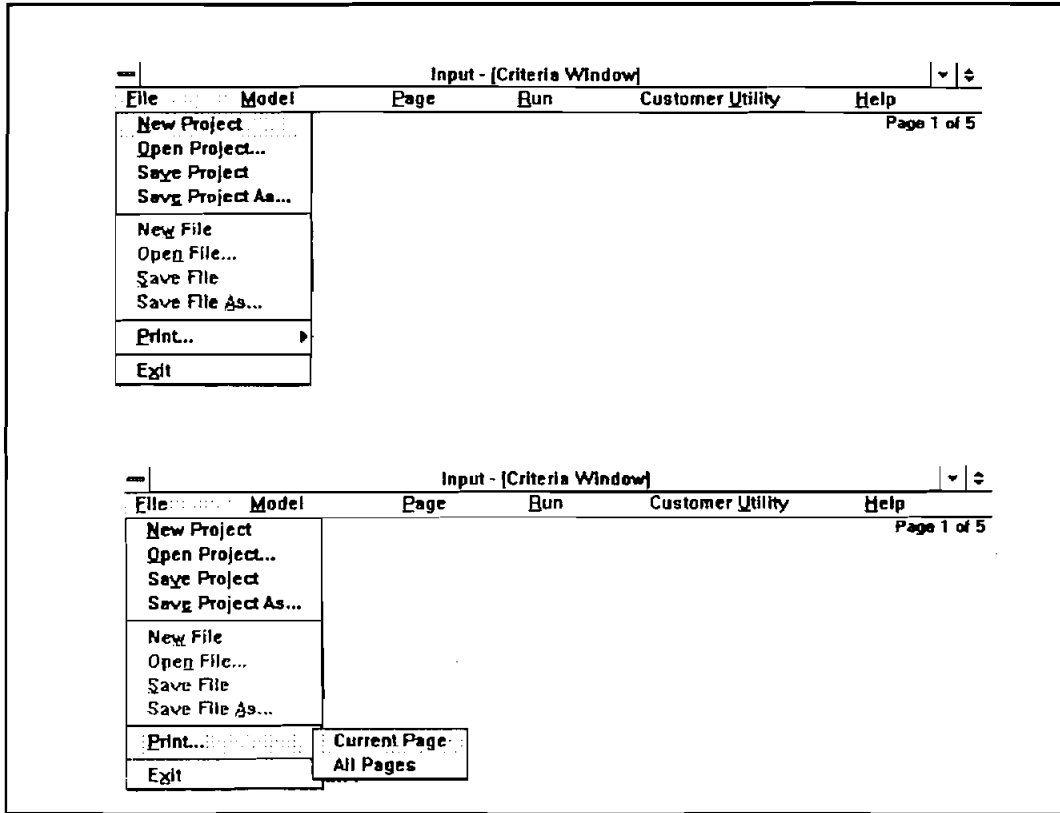 Input - [Criteria Window]
File Model Page Run Customer Utility Help
Page 1 of 5
New Project
Open Project...
Save Project
Save Project As...
New File
Open File...
Save File
Save File As...
Print...
Exit
Input - [Criteria Window]
File Model Page Run Customer Utility Help
Page 1 of 5
New Project
Open Project...
Save Project
Save Project As...
New File
Open File...
Save File
Save File As...
Print... Current Page
All Pages
Exit